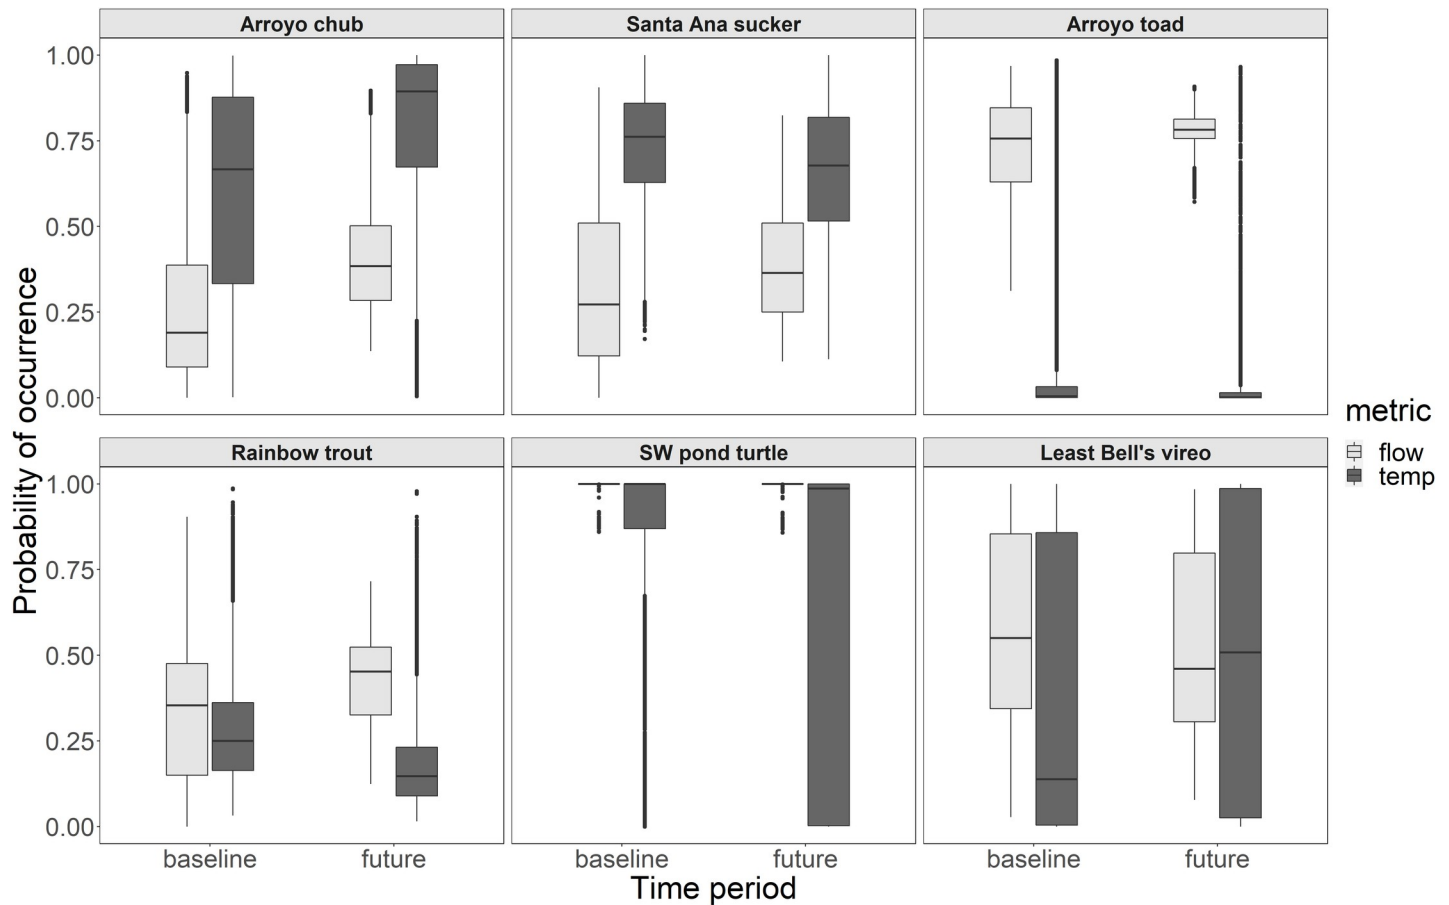 Arroyo chub
Santa Ana sucker
Arroyo toad
1.00
0.75
0.50
0.25
0.00
Rainbow trout
SW pond turtle
Least Bell's vireo
1.00
0.75
0.50
0.25
0.00
Probability of occurrence
baseline future
baseline future
baseline future
Time period
metric
flow
temp